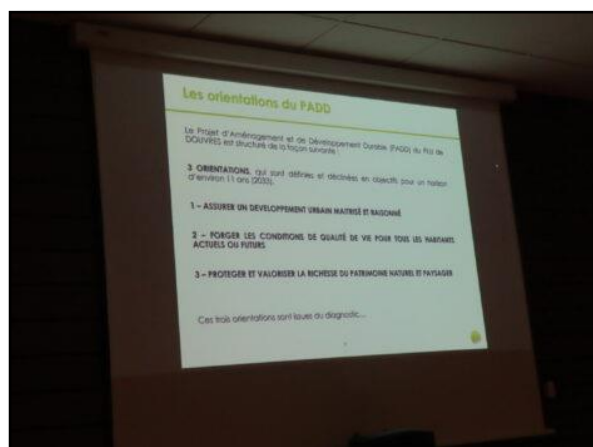 Les orientations du PADD
Le Projet d'Aménagement et de Développement Durable (PADD) du PLU de
DOUVRES est structuré de la façon suivante :
3 ORIENTATIONS, qui sont définies et déclinées en objectifs pour un horizon
d'environ 11 ans (2033).
1 – ASSURER UN DEVELOPPEMENT URBAIN MAITRISÉ ET RAISONNÉ
2 – FORGER LES CONDITIONS DE QUALITÉ DE VIE POUR TOUS LES HABITANTS
ACTUELS OU FUTURS
3 – PROTEGER ET VALORISER LA RICHESSE DU PATRIMOINE NATUREL ET PAYSAGER
Ces trois orientations sont issues du diagnostic…